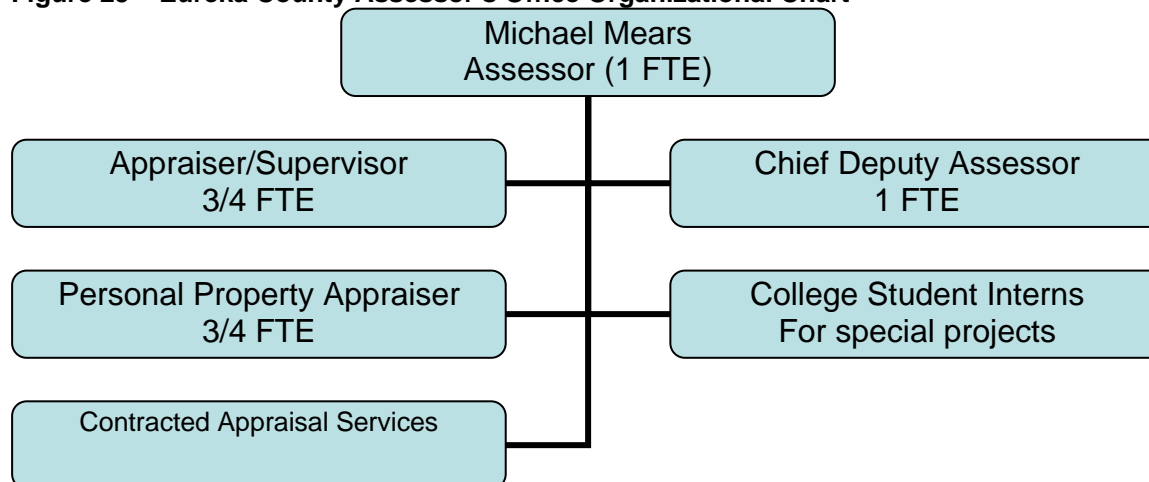 Figure – Eureka County Assessor's Office Organizational Chart
Michael Mears
Assessor (1 FTE)
Appraiser/Supervisor
3/4 FTE
Chief Deputy Assessor
1 FTE
Personal Property Appraiser
3/4 FTE
College Student Interns
For special projects
Contracted Appraisal Services